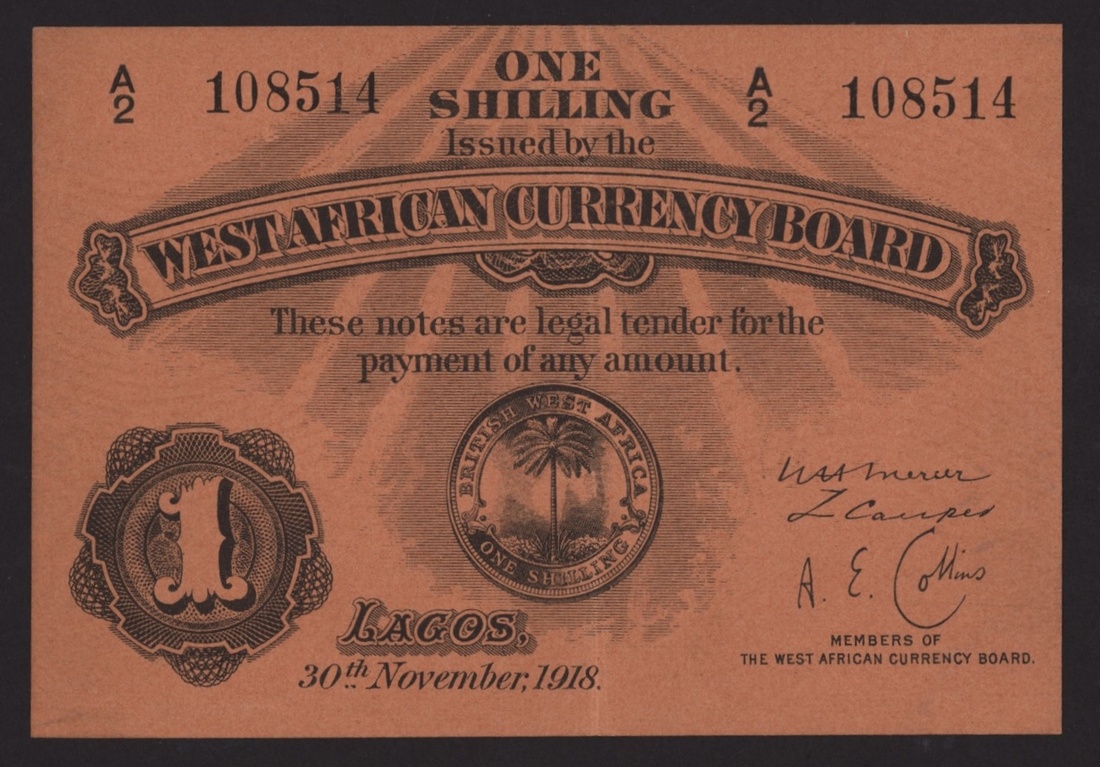 A/2 108514
ONE
SHILLING
A/2 108514
Issued by the
WEST AFRICAN CURRENCY BOARD
These notes are legal tender for the
payment of any amount.
BRITISH WEST AFRICA
ONE SHILLING
1
A. E. Collins
LAGOS,
30th November, 1918.
MEMBERS OF
THE WEST AFRICAN CURRENCY BOARD.